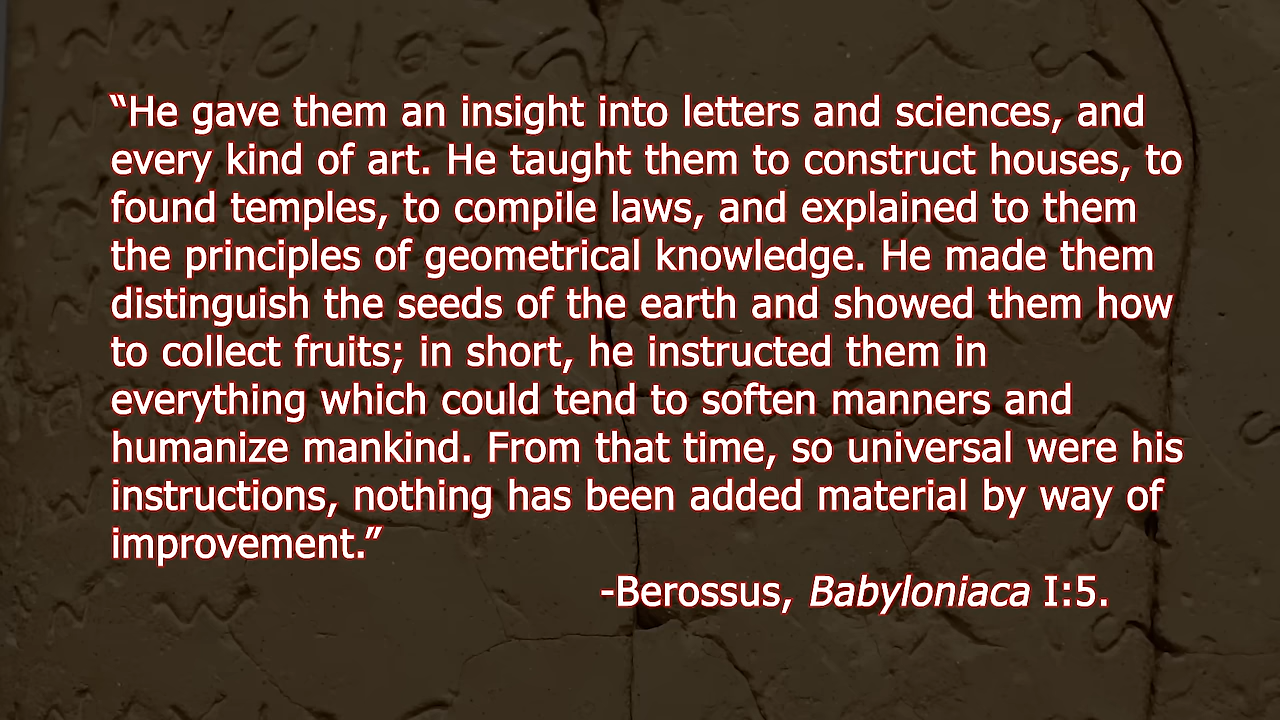 “He gave them an insight into letters and sciences, and
every kind of art. He taught them to construct houses, to
found temples, to compile laws, and explained to them
the principles of geometrical knowledge. He made them
distinguish the seeds of the earth and showed them how
to collect fruits; in short, he instructed them in
everything which could tend to soften manners and
humanize mankind. From that time, so universal were his
instructions, nothing has been added material by way of
improvement.”
-Berossus, Babyloniaca I:5.